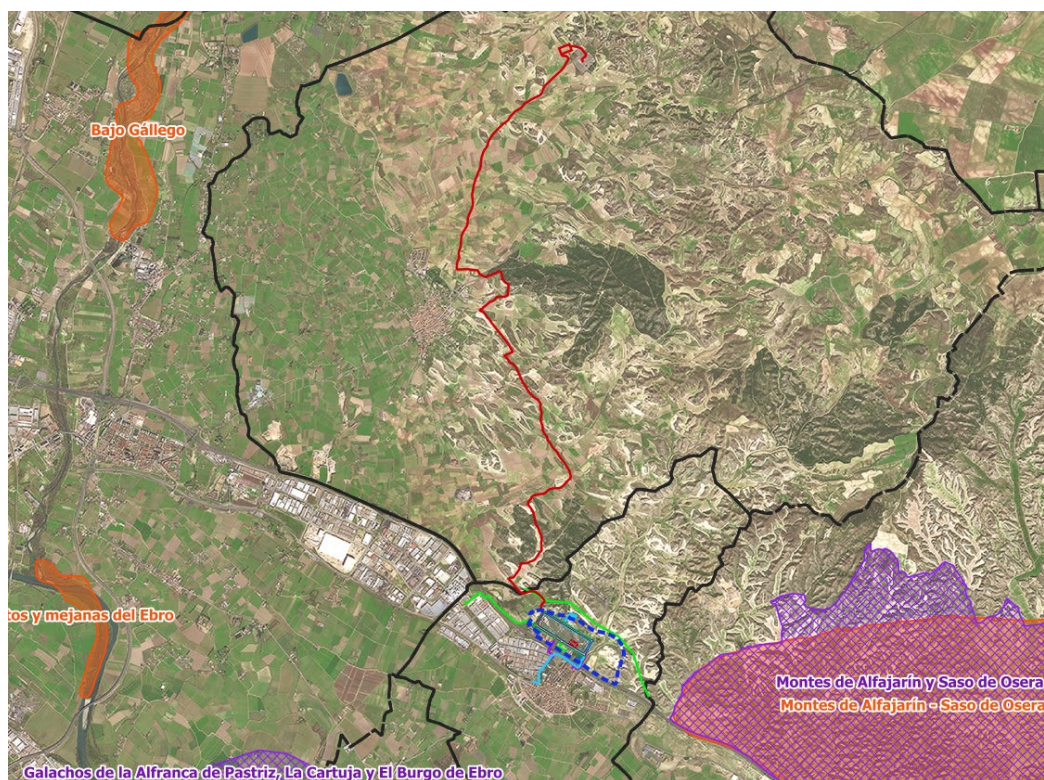 Bajo Gállego
tos y mejanas del Ebro
Montes de Alfajarín y Saso de Osera
Montes de Alfajarín - Saso de Osera
Galachos de la Alfranca de Pastriz, La Cartuja y El Burgo de Ebro